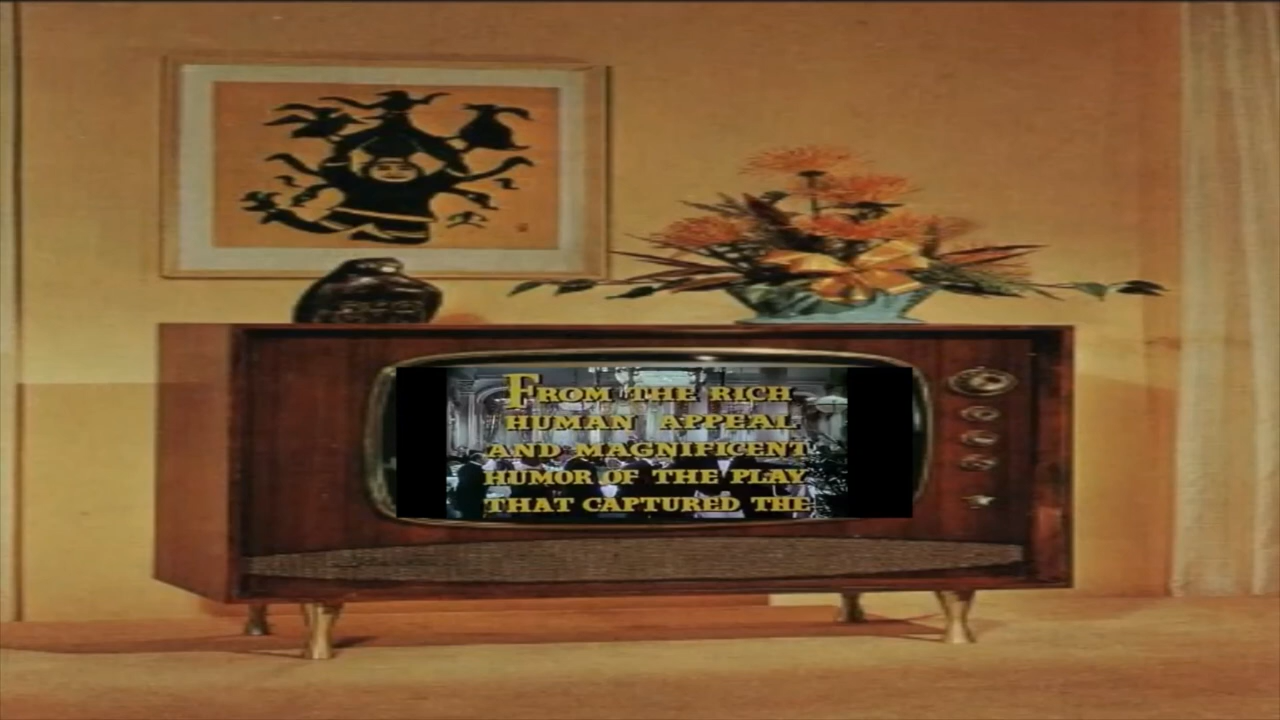 FROM THE RICH
HUMAN APPEAL
AND MAGNIFICENT
HUMOR OF THE PLAY
THAT CAPTURED THE